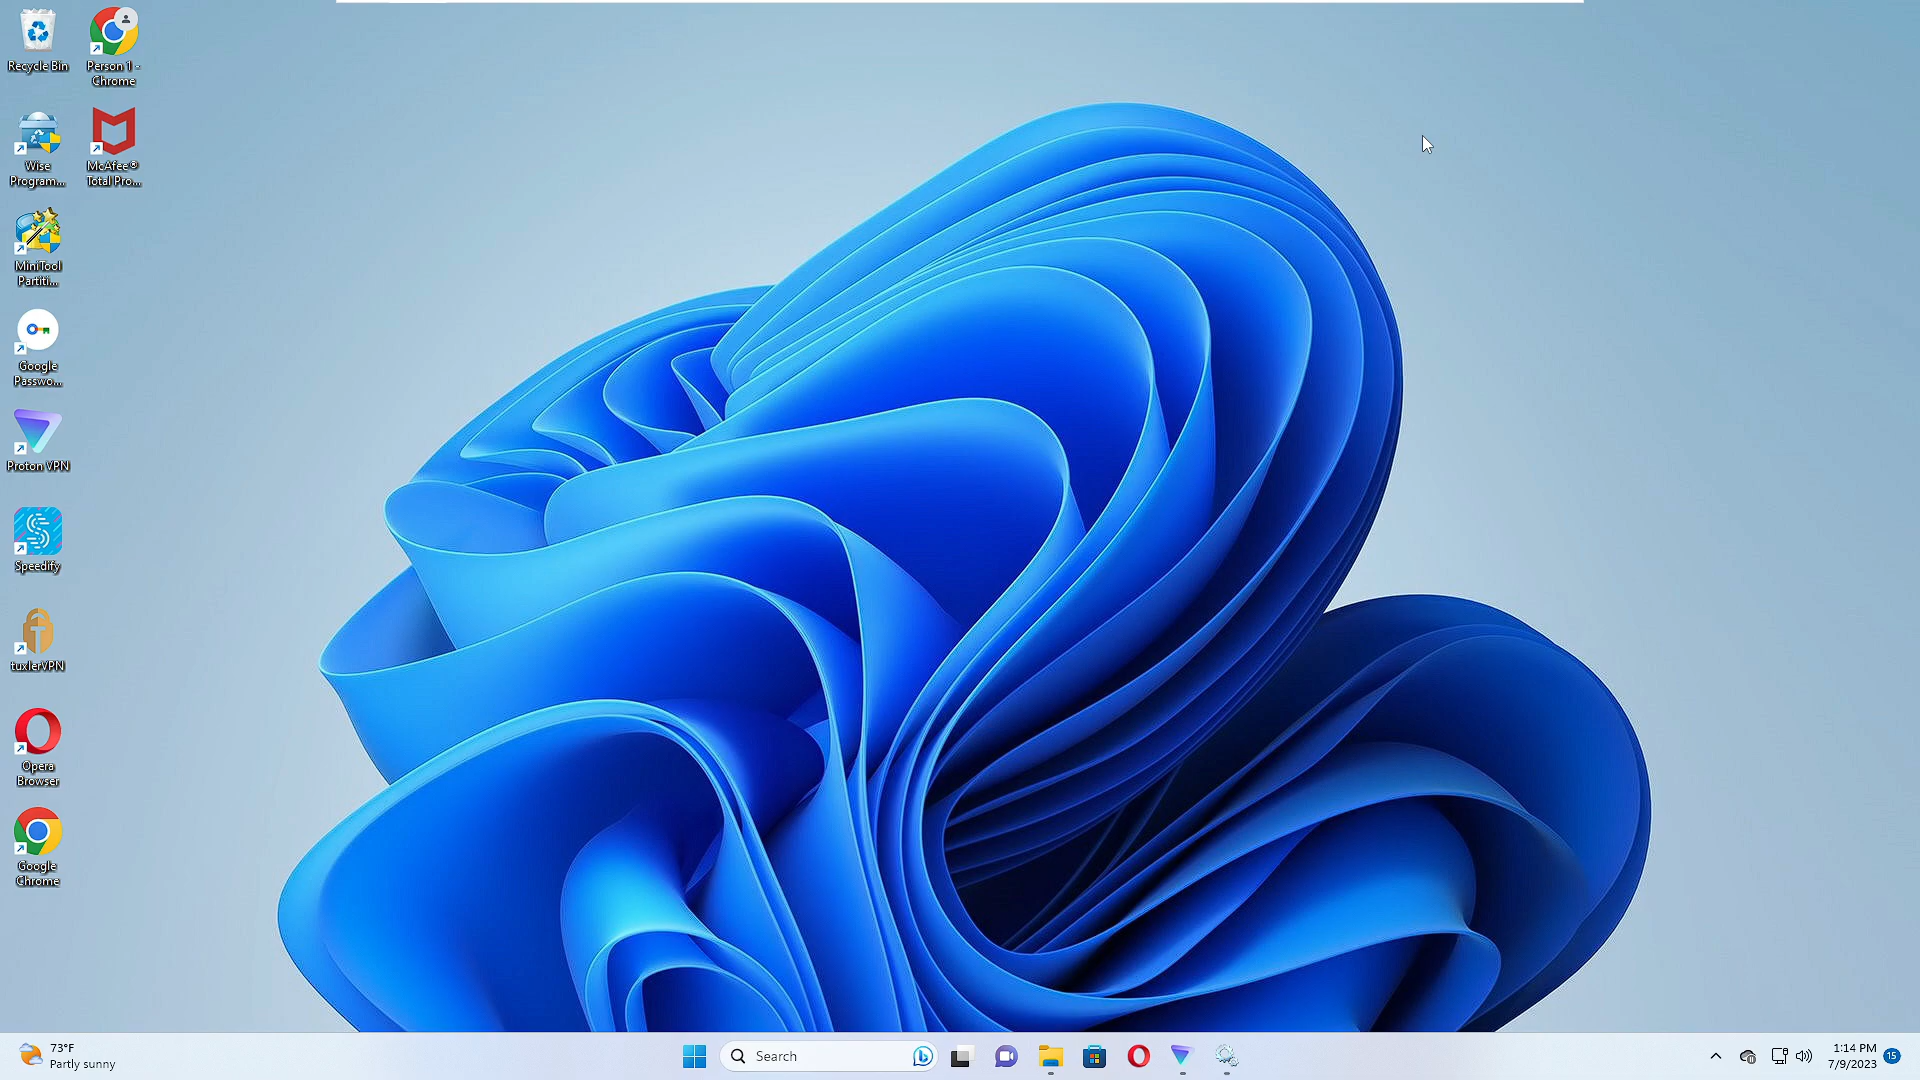 Recycle Bin
Person 1 -
Chrome
Wise
Program...
McAfee®
Total Pro...
MiniTool
Partiti...
Google
Passwo...
Proton VPN
Speedify
tuxlerVPN
Opera
Browser
Google
Chrome
73°F
Partly sunny
Search
1:14 PM
7/9/2023
15